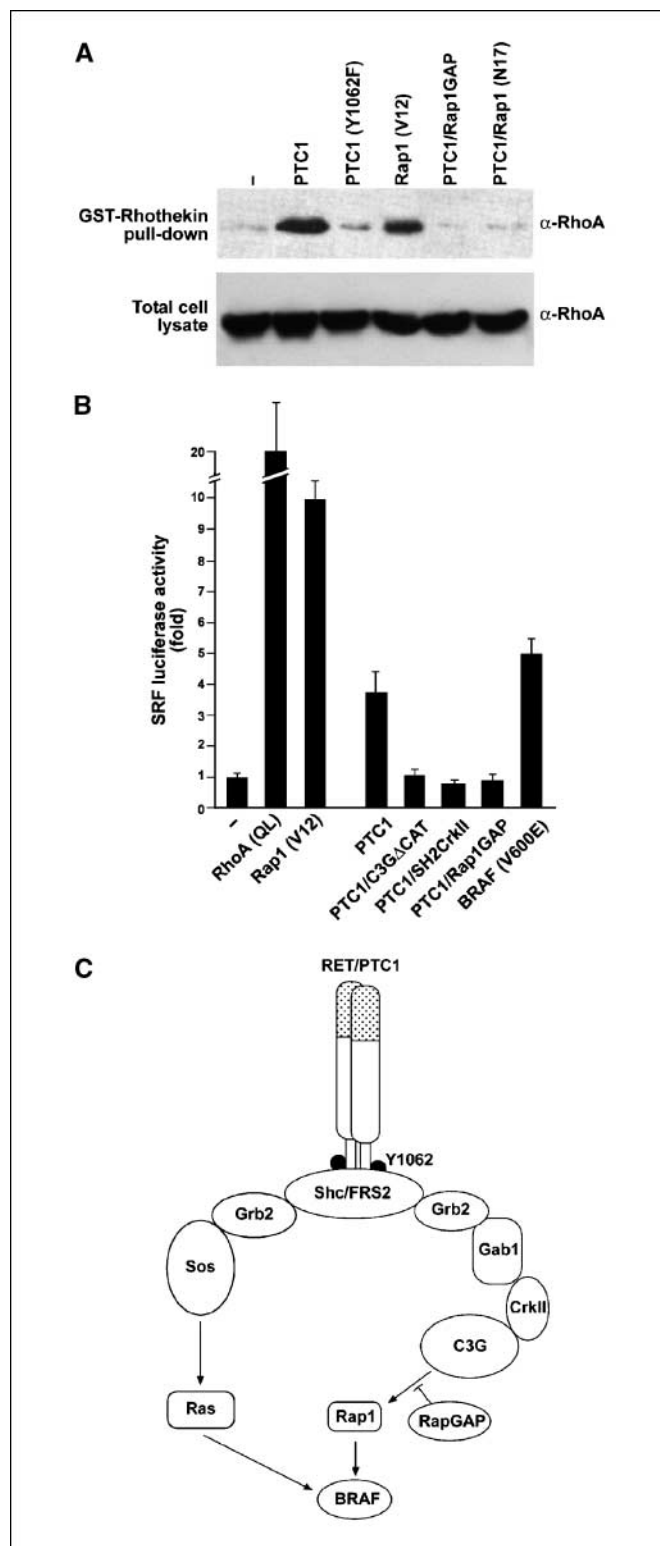 A
–
PTC1
PTC1 (Y1062F)
Rap1 (V12)
PTC1/Rap1GAP
PTC1/Rap1 (N17)
GST-Rhothekin
pull-down
α-RhoA
Total cell
lysate
α-RhoA
B
SRF luciferase activity
(fold)
20
10
9
8
7
6
5
4
3
2
1
0
–
RhoA (QL)
Rap1 (V12)
PTC1
PTC1/C3GΔCAT
PTC1/SH2CrkII
PTC1/Rap1GAP
BRAF (V600E)
C
RET/PTC1
Y1062
Shc/FRS2
Grb2
Grb2
Sos
Gab1
CrkII
C3G
Ras
Rap1
RapGAP
BRAF